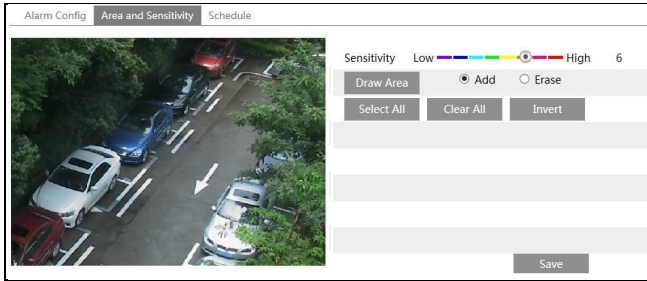 Alarm Config Area and Sensitivity Schedule
Sensitivity Low High 6
Draw Area Add Erase
Select All Clear All Invert
Save